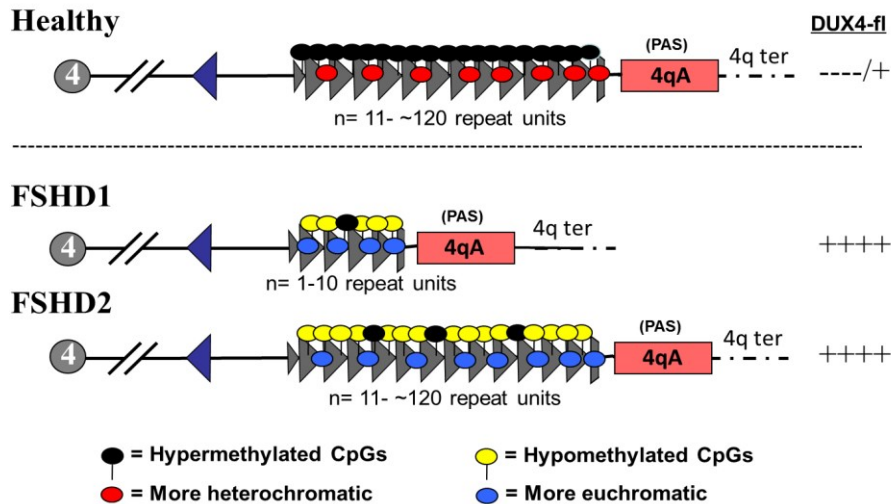 Healthy
DUX4-fl
(PAS)
4
4qA
4q ter
----/+
n= 11- ~120 repeat units
FSHD1
(PAS)
4
4qA
4q ter
++++
n= 1-10 repeat units
FSHD2
(PAS)
4
4qA
4q ter
++++
n= 11- ~120 repeat units
= Hypermethylated CpGs
= Hypomethylated CpGs
= More heterochromatic
= More euchromatic